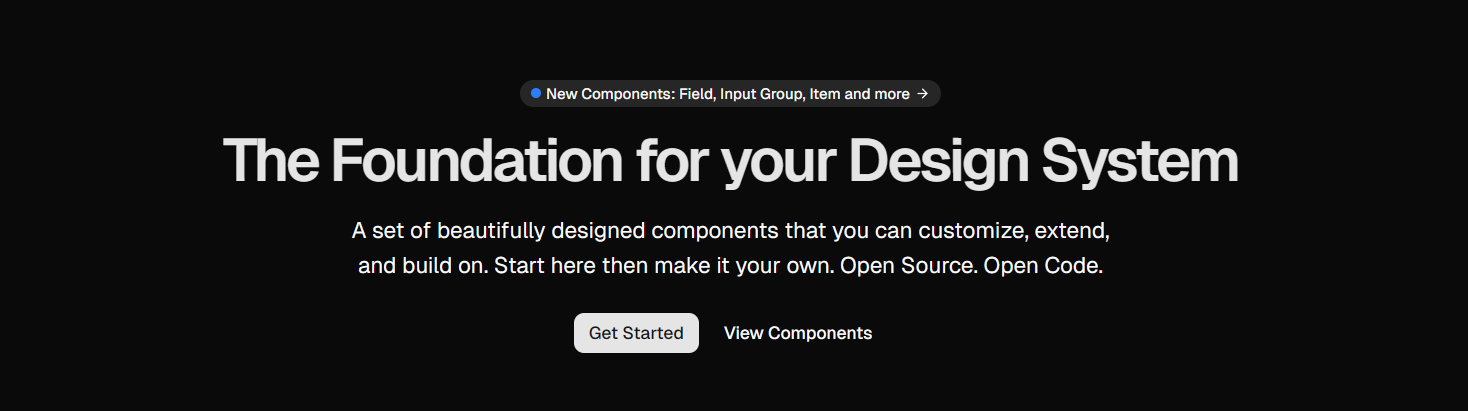 New Components: Field, Input Group, Item and more →
The Foundation for your Design System
A set of beautifully designed components that you can customize, extend,
and build on. Start here then make it your own. Open Source. Open Code.
Get Started
View Components